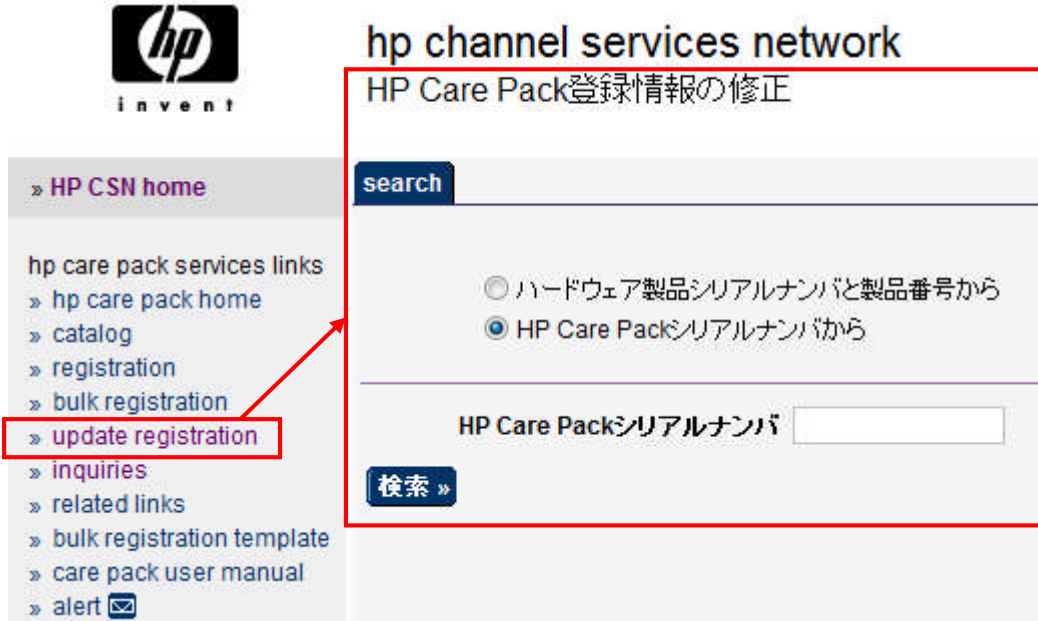 hp
invent
hp channel services network
HP Care Pack登録情報の修正
» HP CSN home
search
hp care pack services links
» hp care pack home
» catalog
» registration
» bulk registration
» update registration
» inquiries
» related links
» bulk registration template
» care pack user manual
» alert
ハードウェア製品シリアルナンバと製品番号から
HP Care Packシリアルナンバから
HP Care Packシリアルナンバ
検索 »